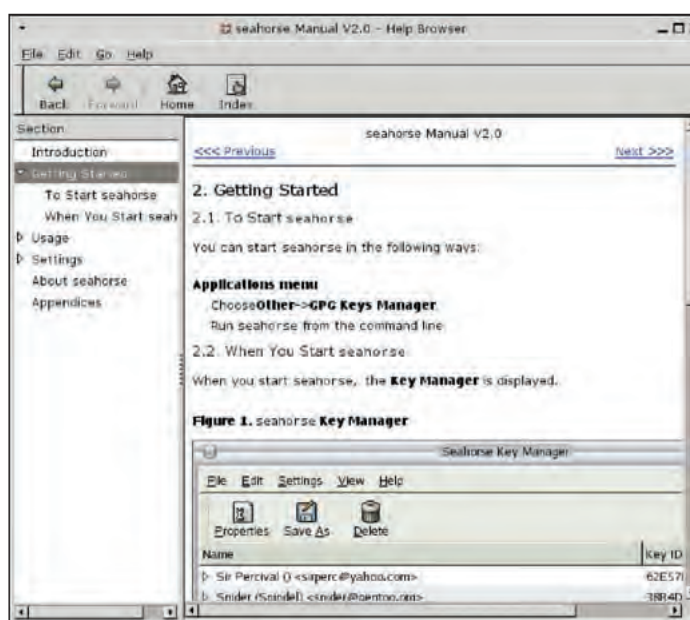 seahorse Manual V2.0 - Help Browser
File Edit Go Help
Back Forward Home Index
Section
Introduction
Getting Started
To Start seahorse
When You Start seah
Usage
Settings
About seahorse
Appendices
seahorse Manual V2.0
<<< Previous Next >>>
2. Getting Started
2.1. To Start seahorse
You can start seahorse in the following ways:
Applications menu
ChooseOther->GPG Keys Manager.
Run seahorse from the command line
2.2. When You Start seahorse
When you start seahorse, the Key Manager is displayed.
Figure 1. seahorse Key Manager
Seahorse Key Manager
File Edit Settings View Help
Properties Save As Delete
Name Key ID
Sir Percival () <sirperc@yahoo.com>
Snider (Spindel) <snider@pentoo.org>